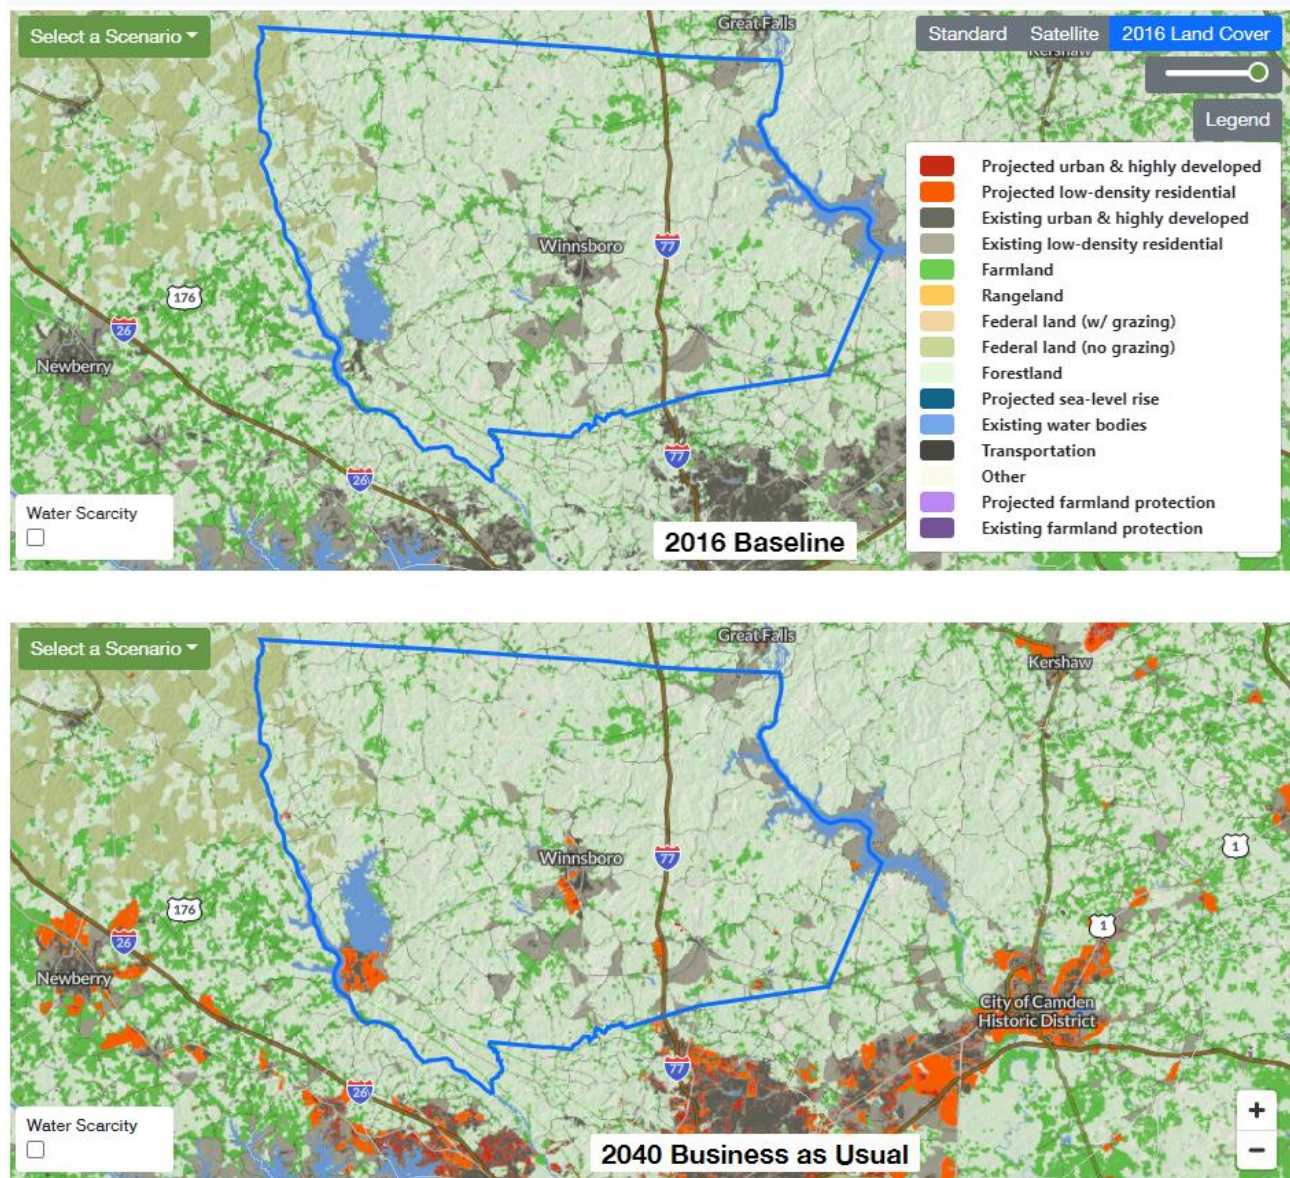 Select a Scenario
Great Falls
Standard Satellite 2016 Land Cover
Kershaw
Legend
Projected urban & highly developed
Projected low-density residential
Existing urban & highly developed
Existing low-density residential
Farmland
Rangeland
Federal land (w/ grazing)
Federal land (no grazing)
Forestland
Projected sea-level rise
Existing water bodies
Transportation
Other
Projected farmland protection
Existing farmland protection
Winnsboro
77
176
26
Newberry
77
26
Water Scarcity
2016 Baseline
Select a Scenario
Great Falls
Kershaw
Winnsboro
77
1
176
1
26
Newberry
City of Camden
Historic District
77
26
Water Scarcity
+
−
2040 Business as Usual